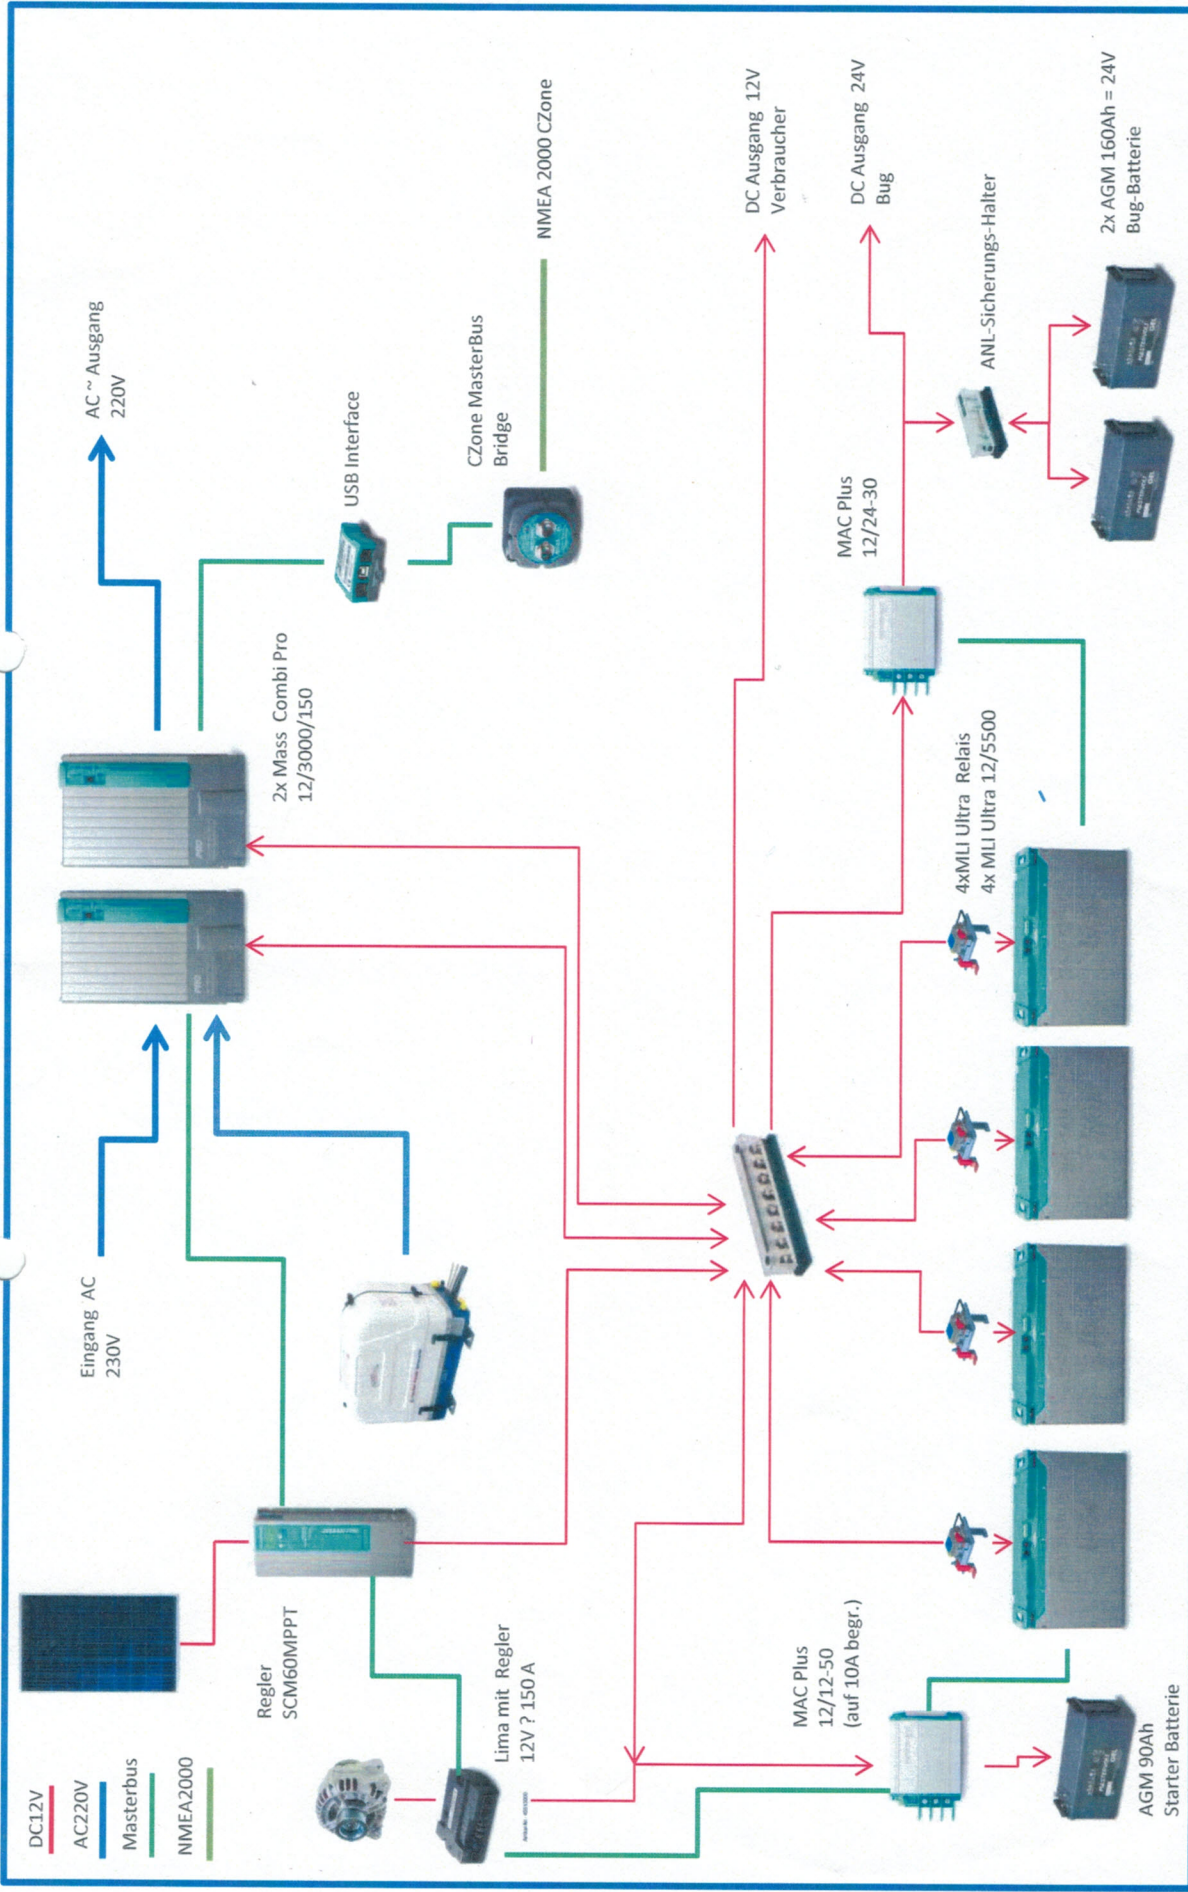 DC12V
AC220V
Masterbus
NMEA2000
Eingang AC
230V
AC ~ Ausgang
220V
Regler
SCM60MPPT
2x Mass Combi Pro
12/3000/150
USB Interface
CZone MasterBus
Bridge
NMEA 2000 CZone
Lima mit Regler
12V ? 150 A
DC Ausgang 12V
Verbraucher
DC Ausgang 24V
Bug
MAC Plus
12/24-30
ANL-Sicherungs-Halter
MAC Plus
12/12-50
(auf 10A begr.)
4xMLI Ultra Relais
4x MLI Ultra 12/5500
2x AGM 160Ah = 24V
Bug-Batterie
AGM 90Ah
Starter Batterie